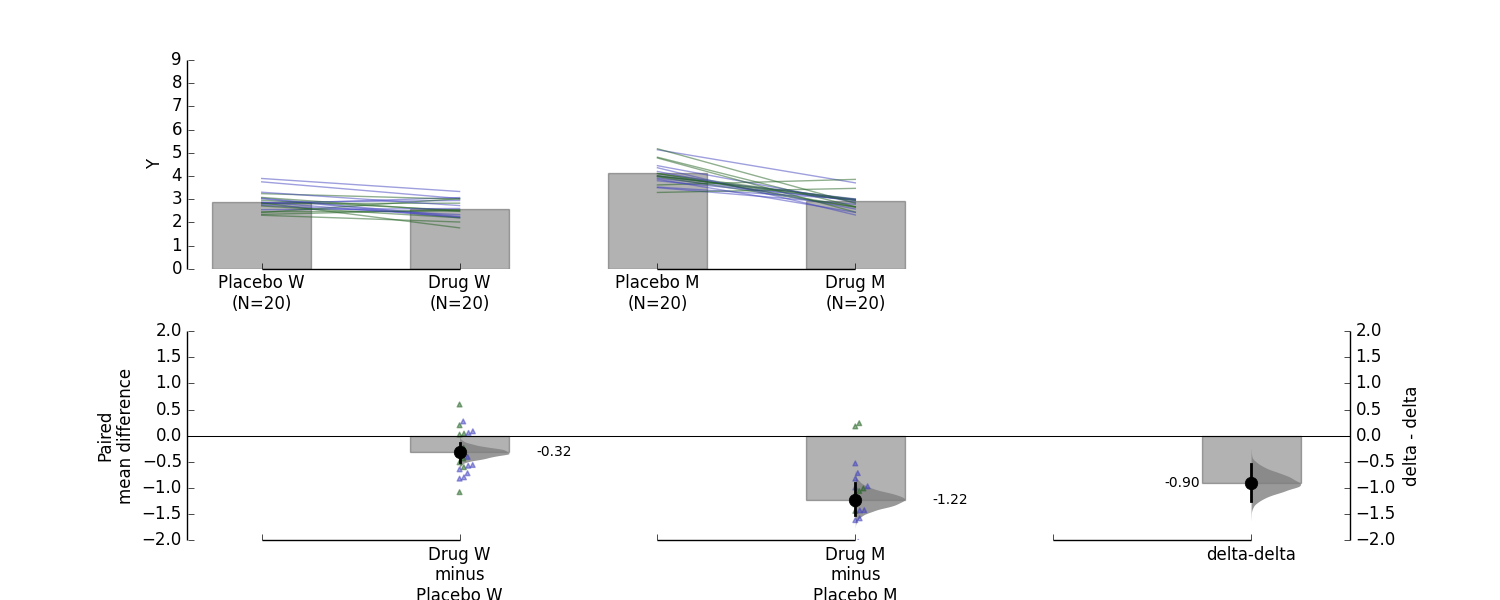 9
8
7
6
5
4
3
2
1
0
Y
Placebo W
(N=20)
Drug W
(N=20)
Placebo M
(N=20)
Drug M
(N=20)
2.0
1.5
1.0
0.5
0.0
−0.5
−1.0
−1.5
−2.0
Paired
mean difference
-0.32
-1.22
-0.90
2.0
1.5
1.0
0.5
0.0
−0.5
−1.0
−1.5
−2.0
delta - delta
Drug W
minus
Placebo W
Drug M
minus
Placebo M
delta-delta